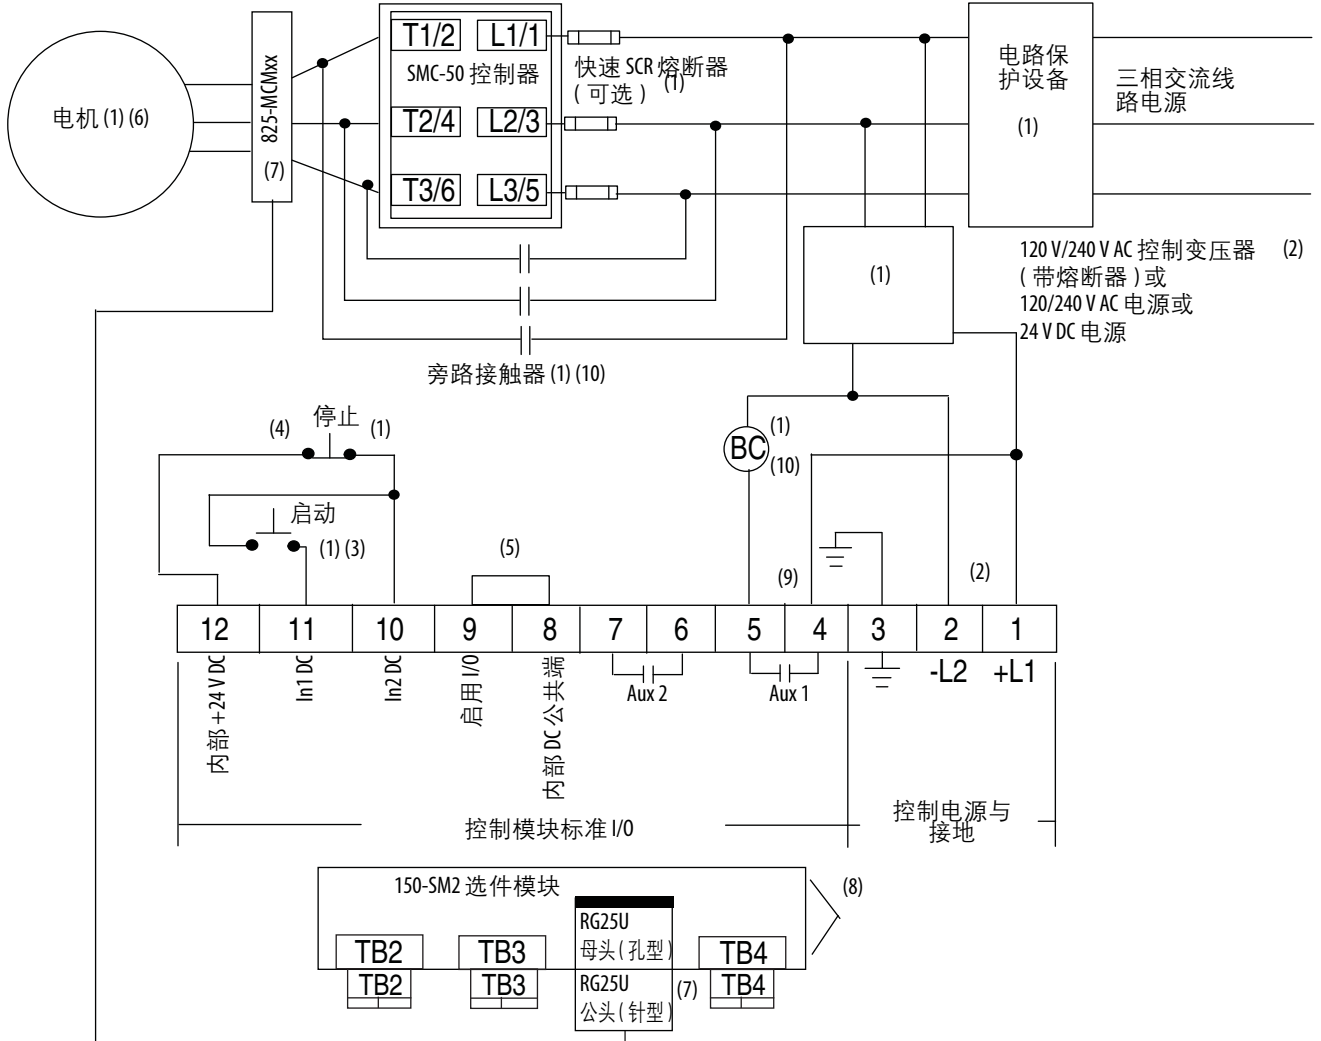 T1/2
L1/1
SMC-50 控制器
T2/4
L2/3
T3/6
L3/5
电机 (1) (6)
825-MCMxx
(7)
快速 SCR 熔断器
( 可选 )
(1)
电路保
护设备
(1)
三相交流线
路电源
(1)
120 V/240 V AC 控制变压器
(2)
( 带熔断器 ) 或
120/240 V AC 电源或
24 V DC 电源
旁路接触器 (1) (10)
(4)
停止
(1)
BC
(1)
(10)
启动
(1) (3)
(5)
(9)
(2)
12
11
10
9
8
7
6
5
4
3
2
1
内部 +24 V DC
In1 DC
In2 DC
启用 I/O
内部 DC 公共端
Aux 2
Aux 1
-L2
+L1
控制模块标准 I/0
控制电源与
接地
150-SM2 选件模块
(8)
TB2
TB3
RG25U
母头 ( 孔型 )
TB4
TB2
TB3
RG25U
公头 ( 针型 )
(7)
TB4